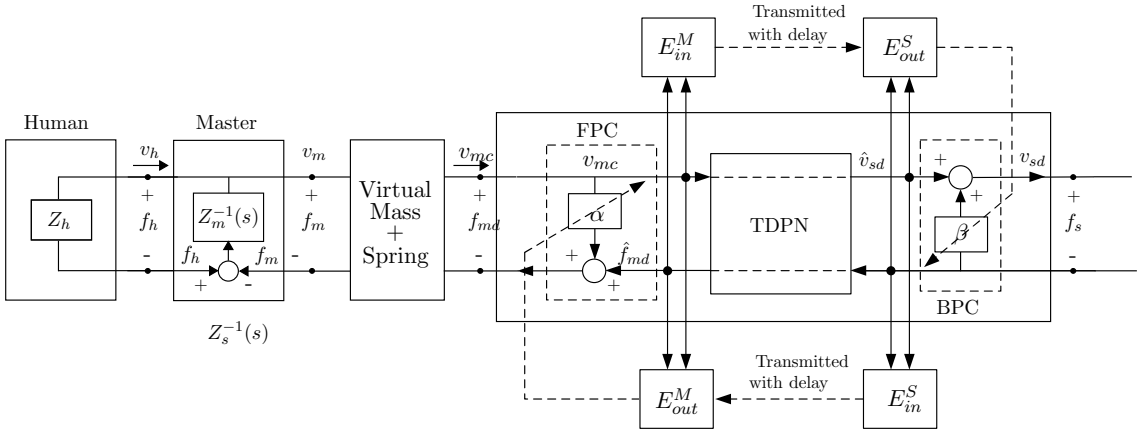 Transmitted
with delay
E_{in}^{M}
E_{out}^{S}
Human
Master
FPC
v_h
v_m
v_{mc}
v_{mc}
\hat{v}_{sd}
v_{sd}
+
+
+
+
+
+
Z_h
Z_m^{-1}(s)
Virtual
Mass
+
Spring
α
TDPN
β
f_h
f_m
f_{md}
f_s
f_h
f_m
+
\hat{f}_{md}
-
-
-
-
+
-
+
BPC
Z_s^{-1}(s)
Transmitted
with delay
E_{out}^{M}
E_{in}^{S}